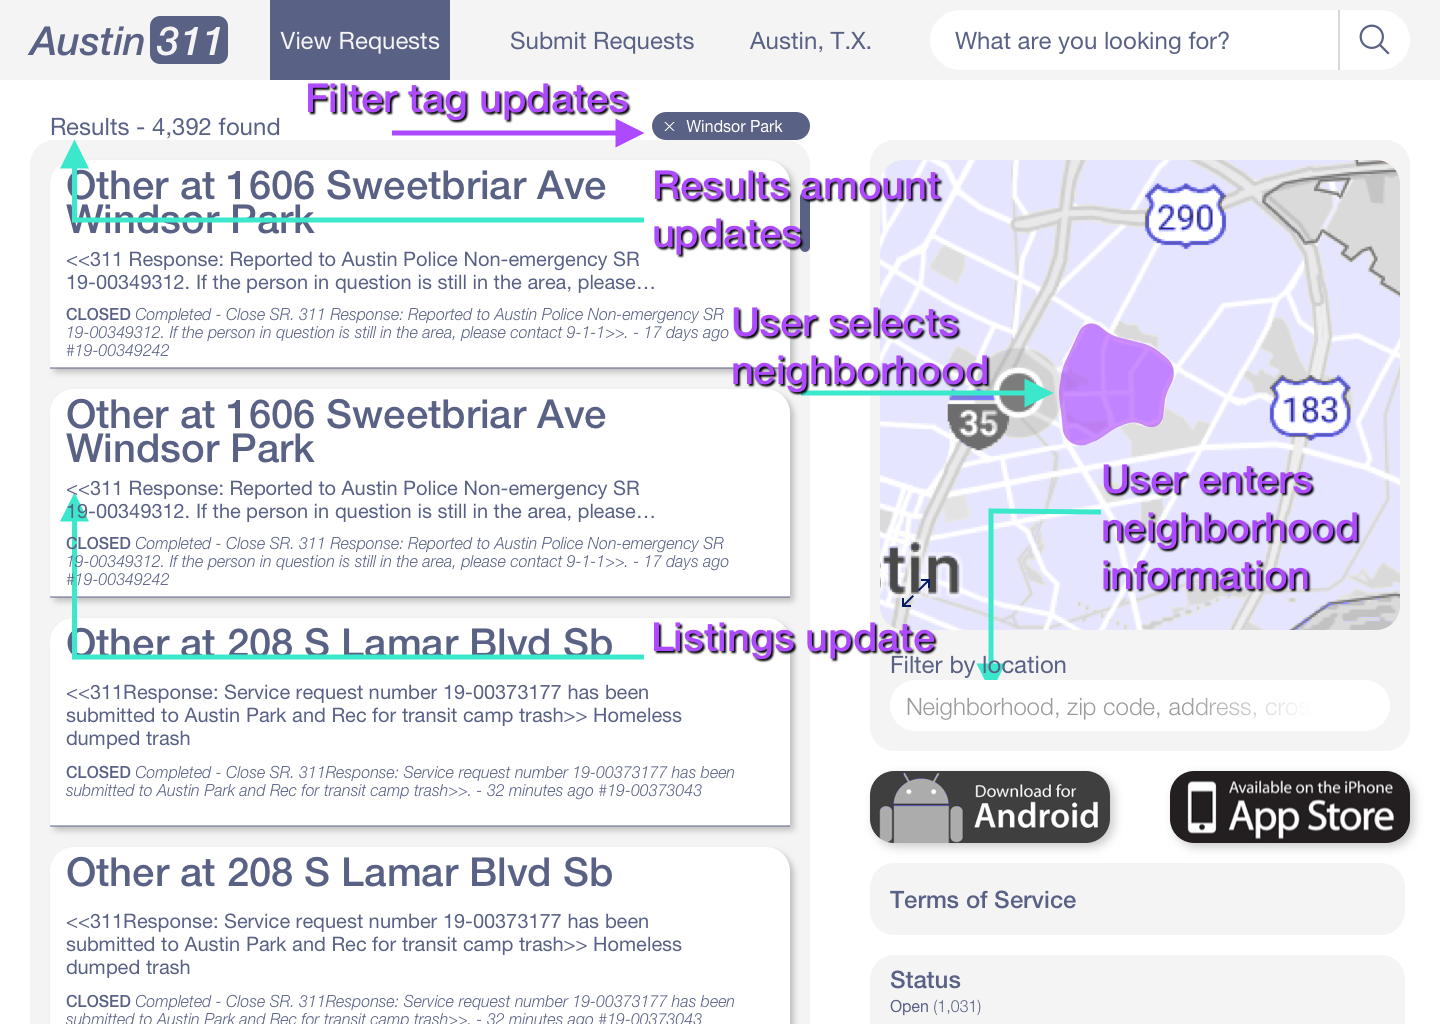 Austin 311
View Requests
Submit Requests
Austin, T.X.
What are you looking for?
Filter tag updates
Results - 4,392 found
× Windsor Park
Other at 1606 Sweetbriar Ave
Windsor Park
<<311 Response: Reported to Austin Police Non-emergency SR
19-00349312. If the person in question is still in the area, please…
CLOSED Completed - Close SR. 311 Response: Reported to Austin Police Non-emergency SR
19-00349312. If the person in question is still in the area, please contact 9-1-1>>. - 17 days ago
#19-00349242
Results amount
updates
User selects
neighborhood
Other at 1606 Sweetbriar Ave
Windsor Park
<<311 Response: Reported to Austin Police Non-emergency SR
19-00349312. If the person in question is still in the area, please…
CLOSED Completed - Close SR. 311 Response: Reported to Austin Police Non-emergency SR
19-00349312. If the person in question is still in the area, please contact 9-1-1>>. - 17 days ago
#19-00349242
Other at 208 S Lamar Blvd Sb
Listings update
<<311Response: Service request number 19-00373177 has been
submitted to Austin Park and Rec for transit camp trash>> Homeless
dumped trash
CLOSED Completed - Close SR. 311Response: Service request number 19-00373177 has been
submitted to Austin Park and Rec for transit camp trash>>. - 32 minutes ago #19-00373043
Other at 208 S Lamar Blvd Sb
<<311Response: Service request number 19-00373177 has been
submitted to Austin Park and Rec for transit camp trash>> Homeless
dumped trash
CLOSED Completed - Close SR. 311Response: Service request number 19-00373177 has been
submitted to Austin Park and Rec for transit camp trash>>. - 32 minutes ago #19-00373043
290
35
183
User enters
neighborhood
information
tin
Filter by location
Neighborhood, zip code, address, cros
Download for
Android
Available on the iPhone
App Store
Terms of Service
Status
Open (1,031)